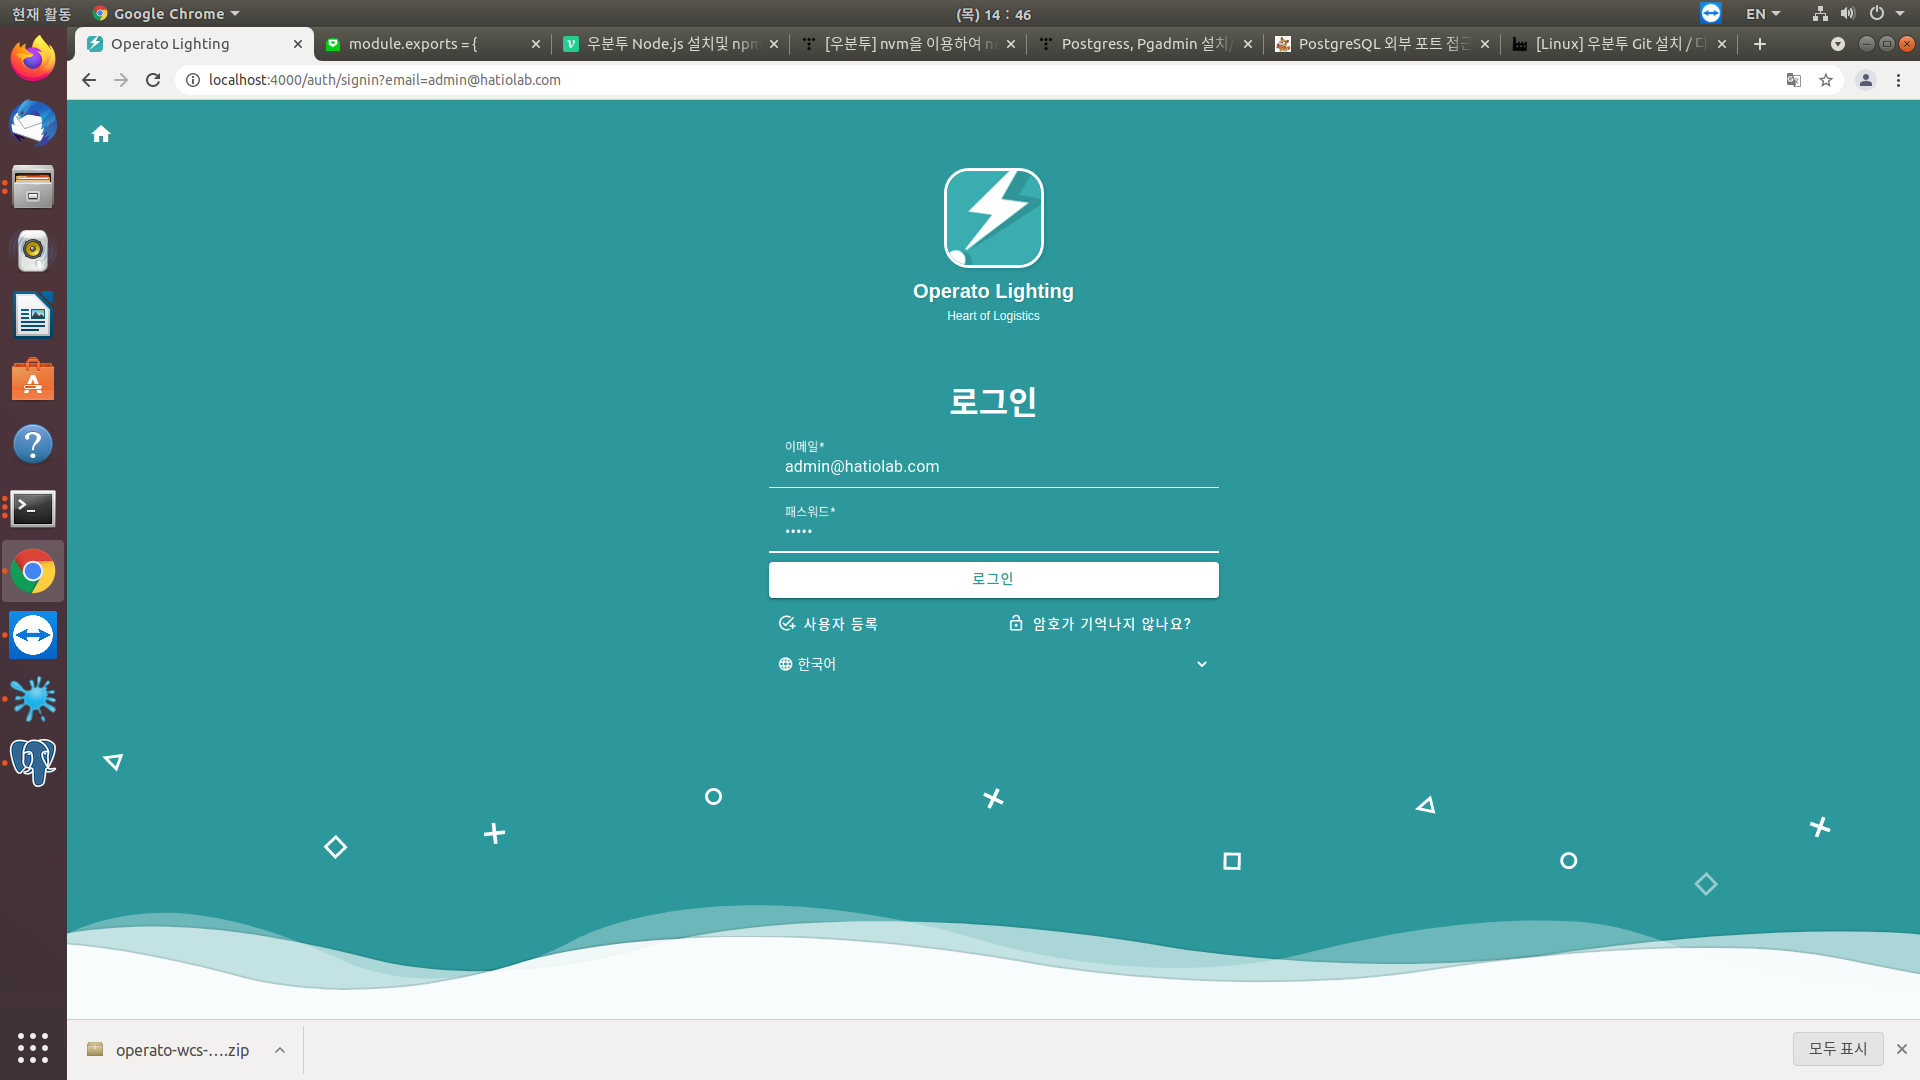 현재 활동
Google Chrome
(목) 14 : 46
EN
Operato Lighting
module.exports = {
우분투 Node.js 설치및 npm
[우분투] nvm을 이용하여 n
Postgress, Pgadmin 설치/
PostgreSQL 외부 포트 접근
[Linux] 우분투 Git 설치 /
localhost:4000/auth/signin?email=admin@hatiolab.com
Operato Lighting
Heart of Logistics
로그인
이메일*
admin@hatiolab.com
패스워드*
•••••
로그인
사용자 등록
암호가 기억나지 않나요?
한국어
operato-wcs-....zip
모두 표시